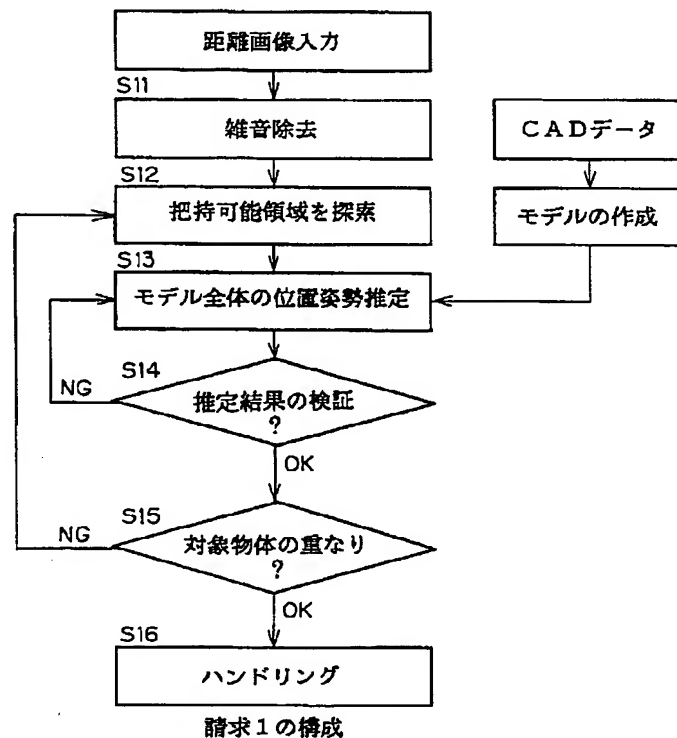 距離画像入力
S11
雑音除去
CADデータ
S12
把持可能領域を探索
モデルの作成
S13
モデル全体の位置姿勢推定
S14
NG
推定結果の検証
?
OK
S15
NG
対象物体の重なり
?
OK
S16
ハンドリング
請求1の構成